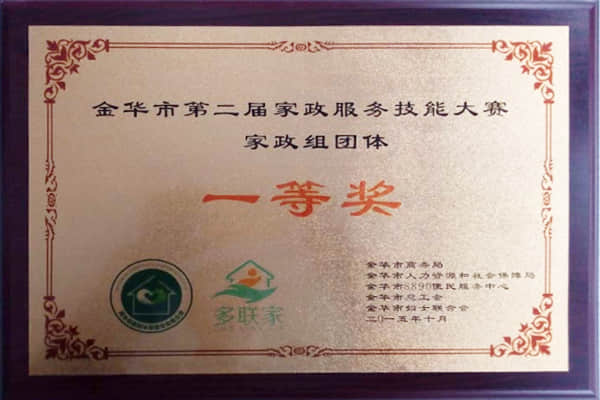 金华市第二届家政服务技能大赛
家政组团体
一等奖
多联家
金华市商务局
金华市人力资源和社会保障局
金华市8890便民服务中心
金华市总工会
金华市妇女联合会
二〇一五年十月